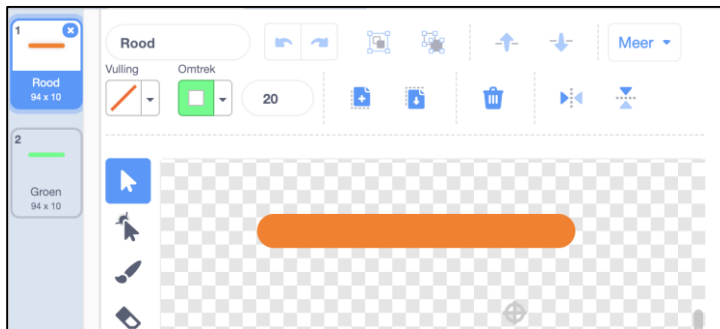 1
Rood
94 x 10
2
Groen
94 x 10
Rood
Meer
Vulling
Omtrek
20